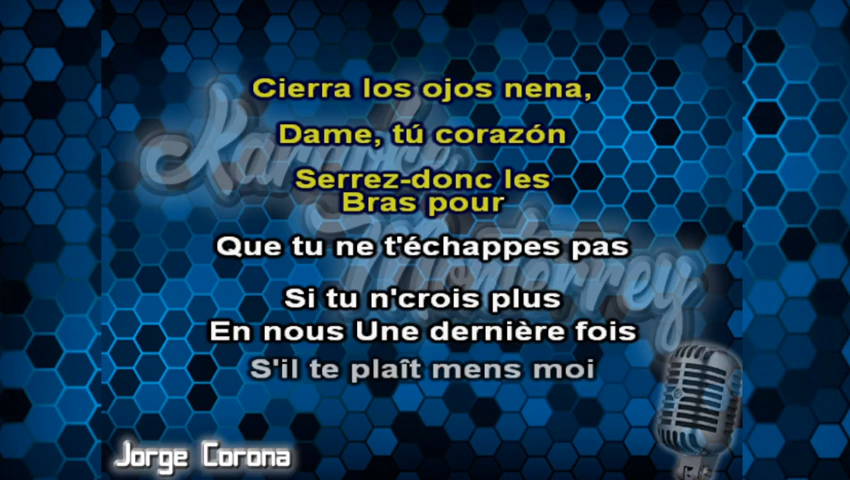 Karaoke
Monterrey
Cierra los ojos nena,
Dame, tú corazón
Serrez-donc les
Bras pour
Que tu ne t'échappes pas
Si tu n'crois plus
En nous Une dernière fois
S'il te plaît mens moi
Jorge Corona